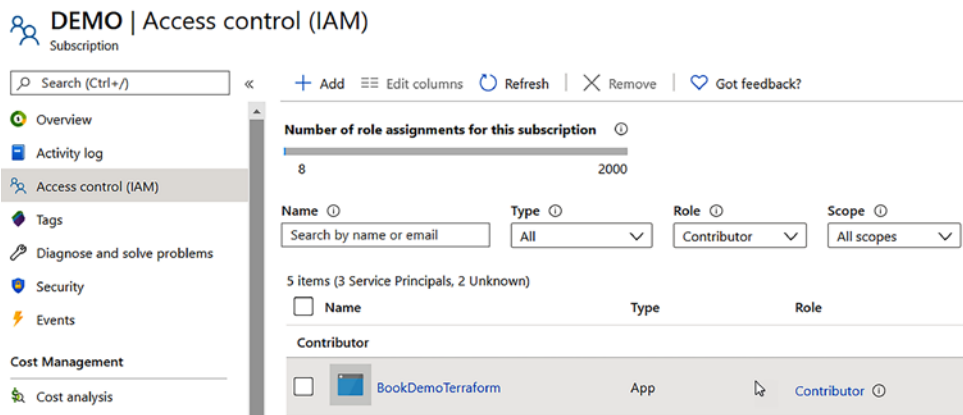 DEMO | Access control (IAM)
Subscription
Search (Ctrl+/)
«
Overview
Activity log
Access control (IAM)
Tags
Diagnose and solve problems
Security
Events
Cost Management
Cost analysis
Add Edit columns Refresh | Remove | Got feedback?
Number of role assignments for this subscription
8 2000
Name Type Role Scope
Search by name or email All Contributor All scopes
5 items (3 Service Principals, 2 Unknown)
Name Type Role
Contributor
BookDemoTerraform App Contributor